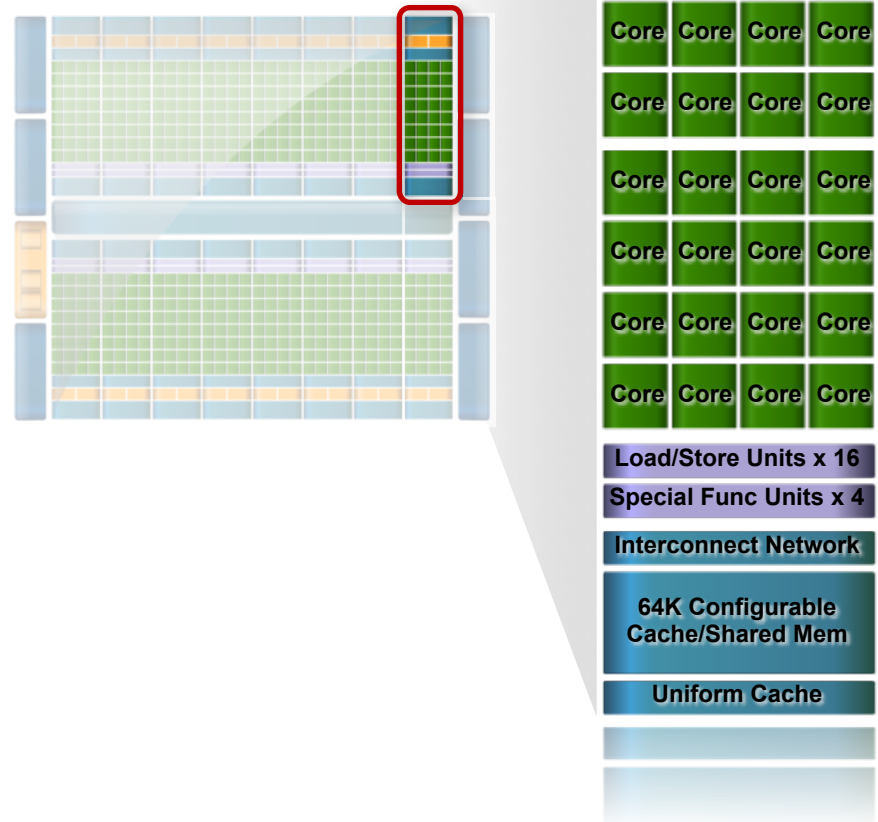 Core Core Core Core
Core Core Core Core
Core Core Core Core
Core Core Core Core
Core Core Core Core
Core Core Core Core
Load/Store Units x 16
Special Func Units x 4
Interconnect Network
64K Configurable
Cache/Shared Mem
Uniform Cache